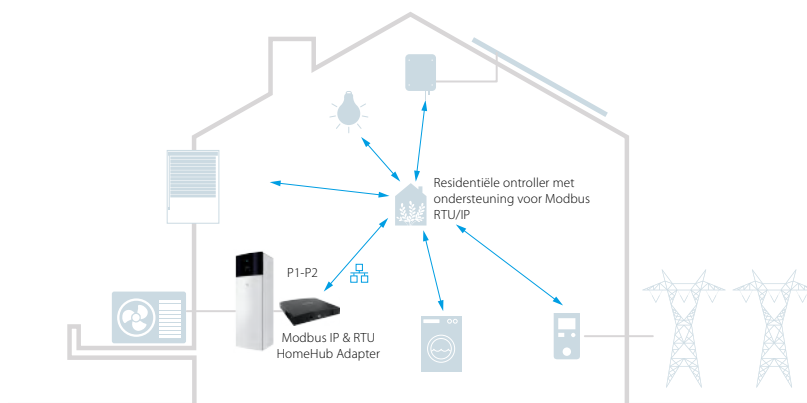 Residentiële ontroller met
ondersteuning voor Modbus
RTU/IP
P1-P2
Modbus IP & RTU
HomeHub Adapter